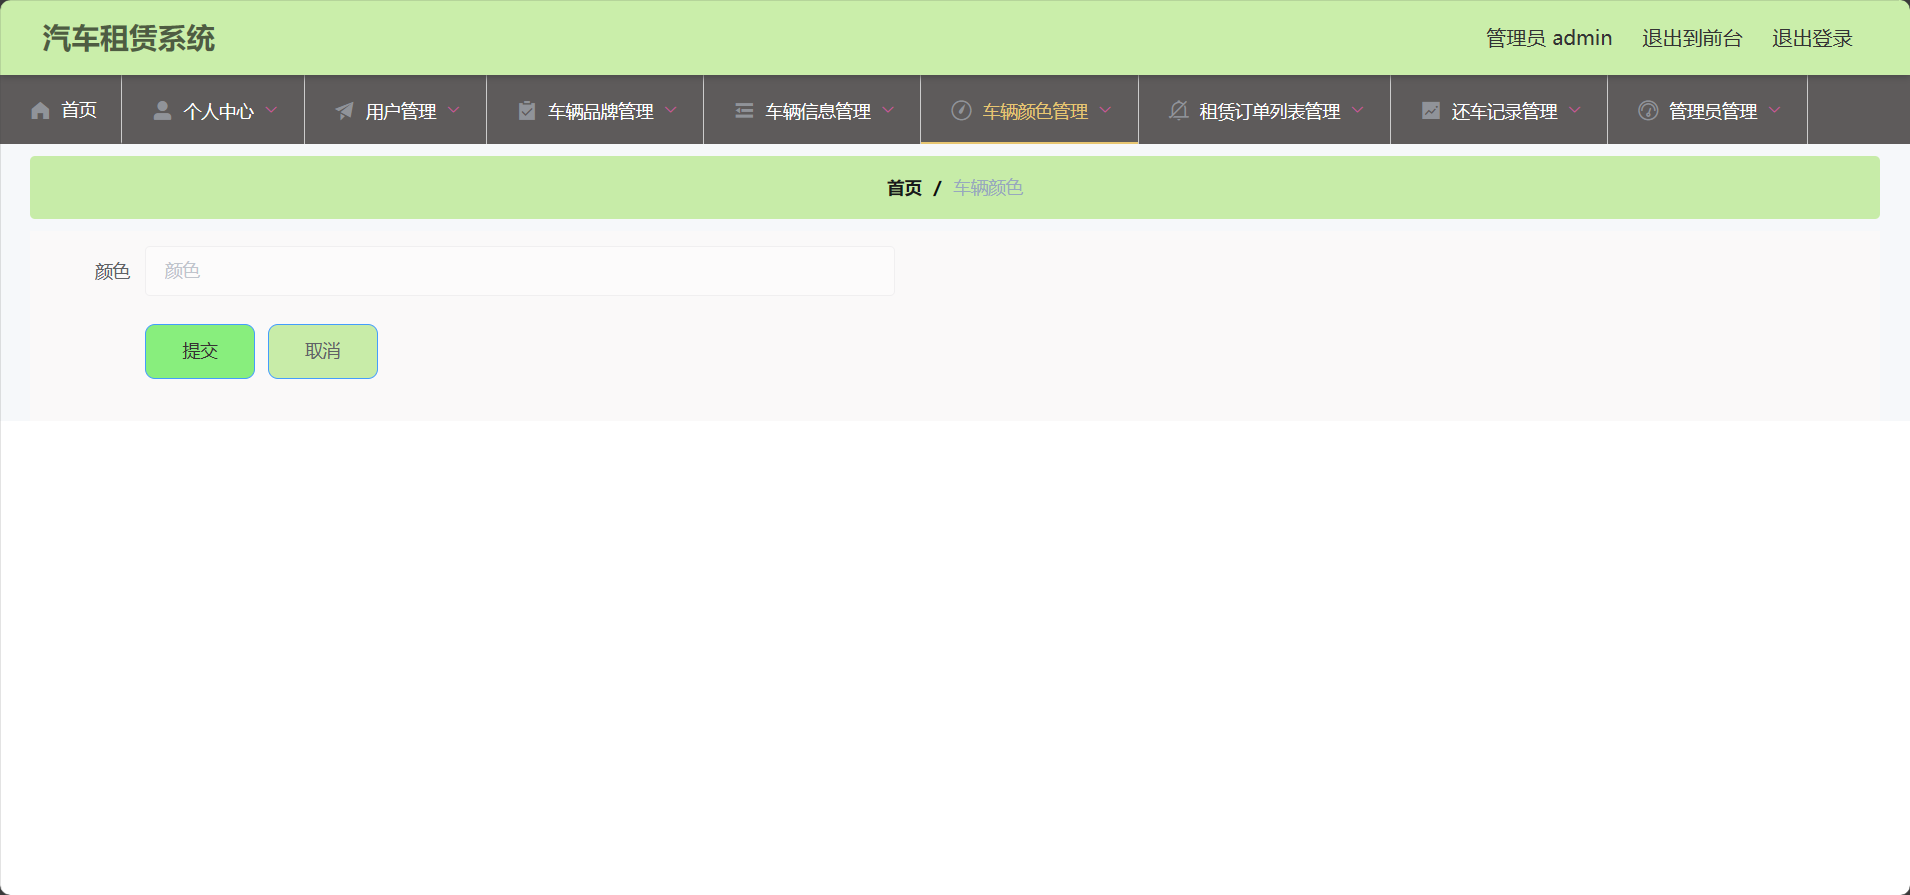 汽车租赁系统
管理员 admin 退出到前台 退出登录
首页 个人中心 用户管理 车辆品牌管理 车辆信息管理 车辆颜色管理 租赁订单列表管理 还车记录管理 管理员管理
首页 / 车辆颜色
颜色 颜色
提交 取消